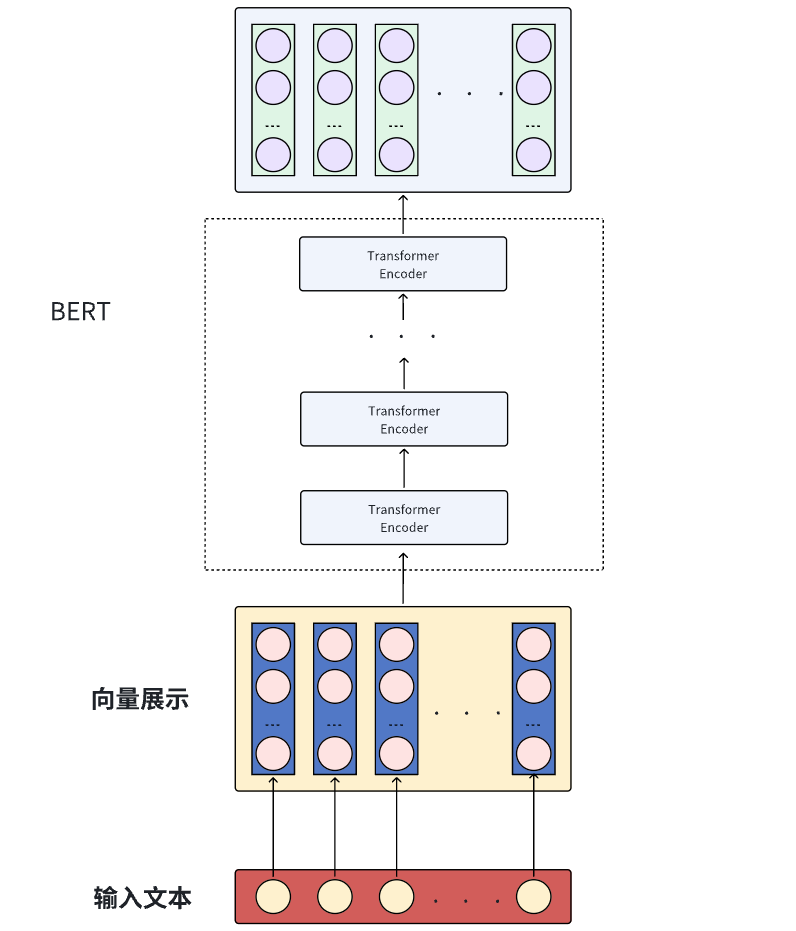 ---
---
---
---
Transformer
Encoder
BERT
Transformer
Encoder
Transformer
Encoder
向量展示
---
---
---
---
输入文本